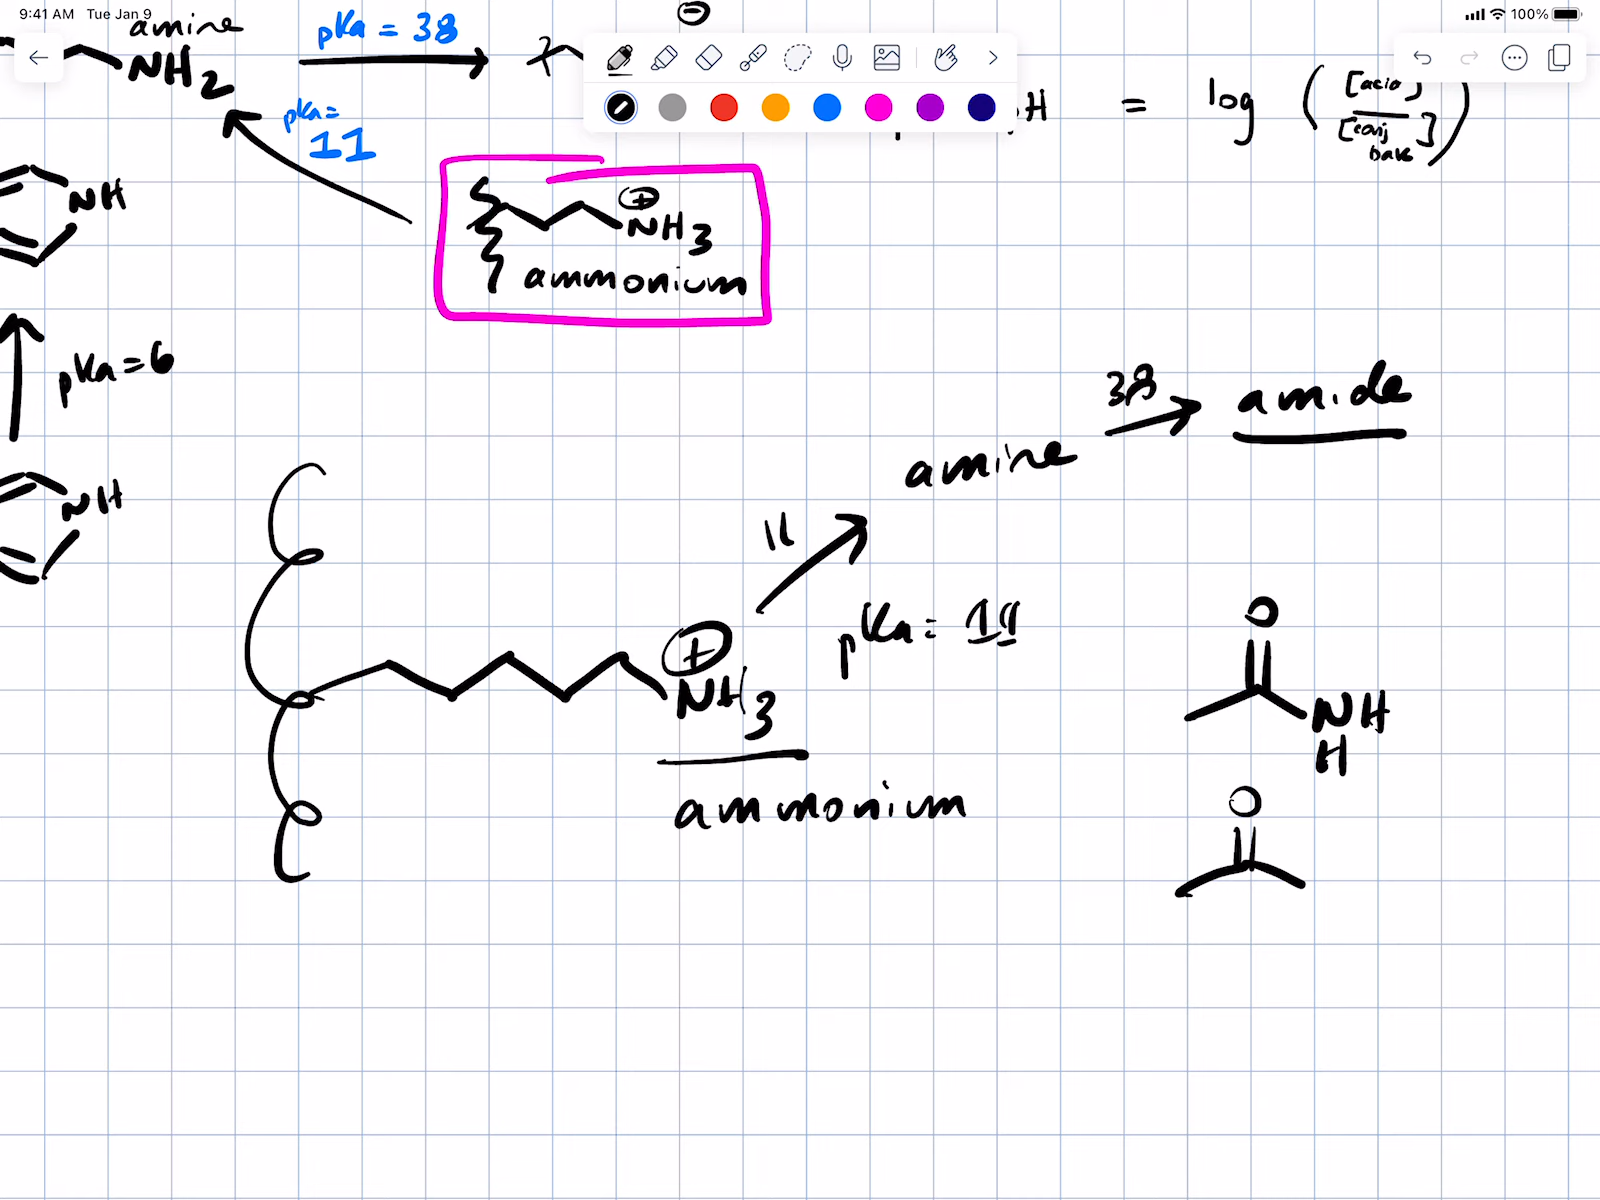 9:41 AM Tue Jan 9
100%
amine
NH2
pKa = 38
pKa=
11
H = log ([acid] / [conj base])
NH
⊕
NH3
ammonium
pKa=6
NH
38
amide
amine
11
pKa= 11
⊕
NH3
ammonium
O
NH
H
O